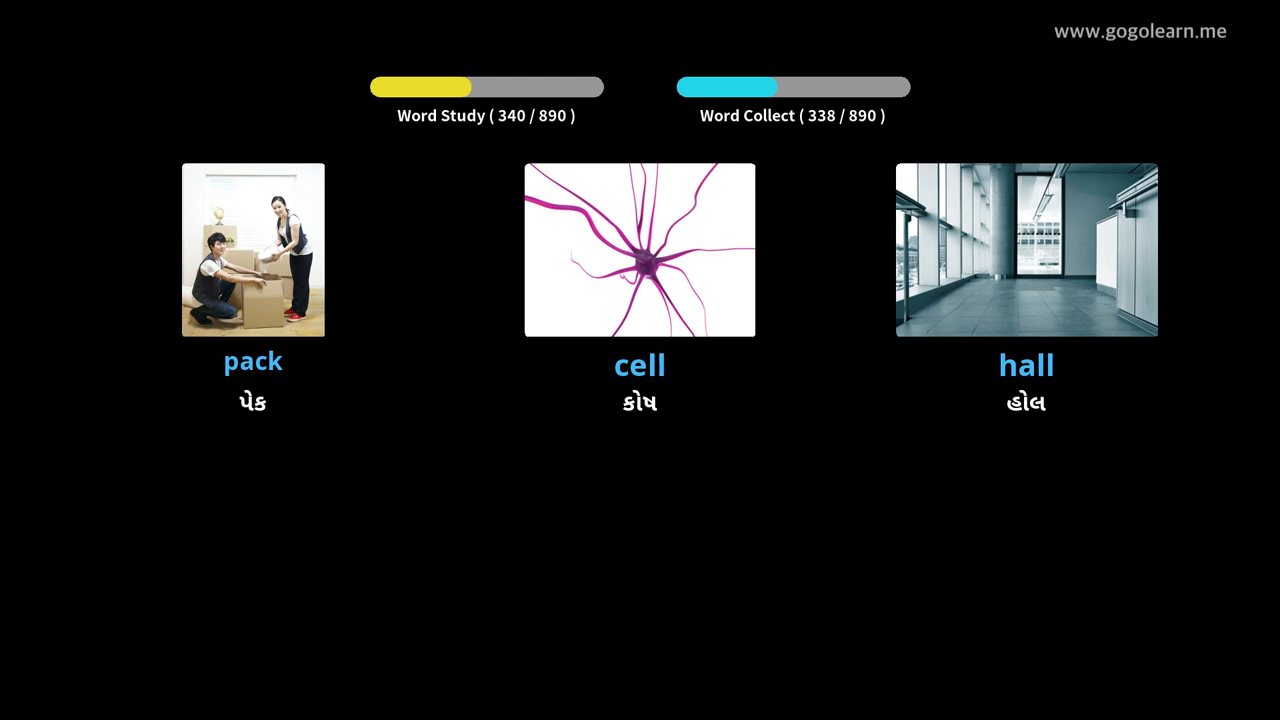 www.gogolearn.me
Word Study ( 340 / 890 )
Word Collect ( 338 / 890 )
pack
cell
hall
પેક
કોષ
હોલ